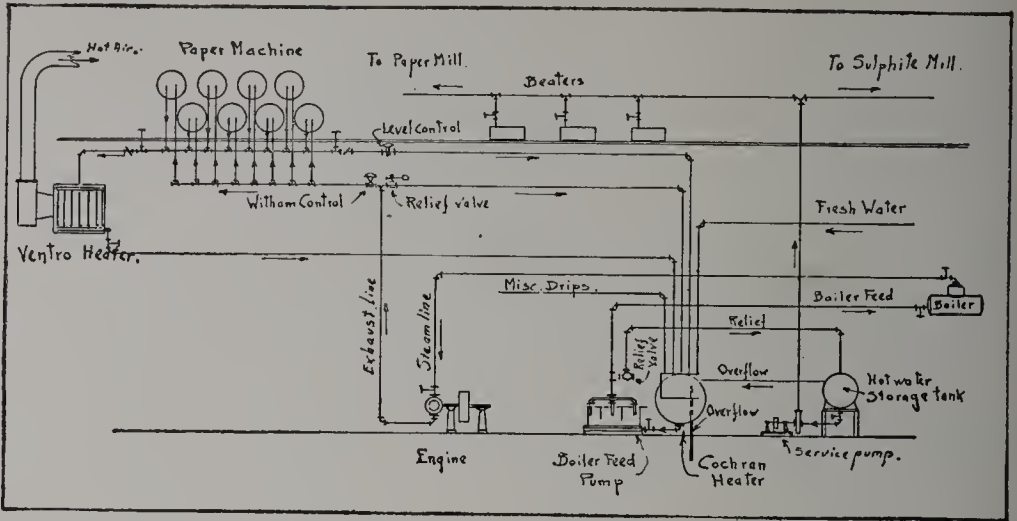 Hot Air.
Paper Machine
To Paper Mill.
Beaters
To Sulphite Mill.
Level Control
Witham Control
Relief valve
Fresh Water
Ventro Heater.
Misc. Drips.
Boiler Feed
Boiler
Exhaust line
Steam line
Relief
Relief
Valve
Overflow
Hot water
Storage tank
Overflow
Engine
Boiler Feed
Pump
Cochran
Heater
Service pump.